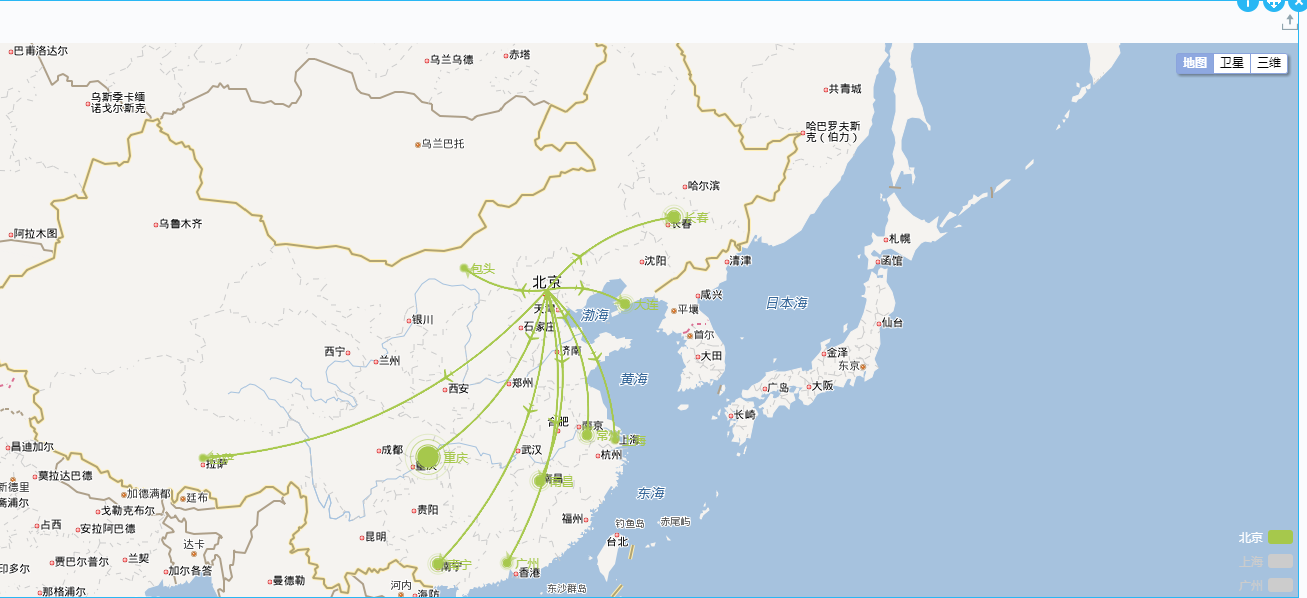 巴甫洛达尔
乌兰乌德
赤塔
地图
卫星
三维
乌斯季卡缅
诺戈尔斯克
共青城
哈巴罗夫斯
克（伯力）
乌兰巴托
哈尔滨
乌鲁木齐
长春
长春
阿拉木图
札幌
沈阳
清津
函馆
包头
北京
咸兴
日本海
大连
天津
平壤
渤海
银川
石家庄
仙台
首尔
西宁
兰州
济南
大田
金泽
东京
黄海
郑州
西安
广岛
大阪
长崎
合肥
南京
常州
上海
昌迪加尔
成都
武汉
杭州
重庆
重庆
拉萨
拉萨
莫拉达巴德
南昌
南昌
新德里
斋浦尔
加德满都
廷布
东海
戈勒克布尔
贵阳
福州
钓鱼岛
赤尾屿
占西
安拉阿巴德
昆明
台北
北京
达卡
贾巴尔普尔
兰契
南宁
南宁
广州
上海
印多尔
加尔各答
香港
曼德勒
河内
东沙群岛
广州
那格浦尔
海防